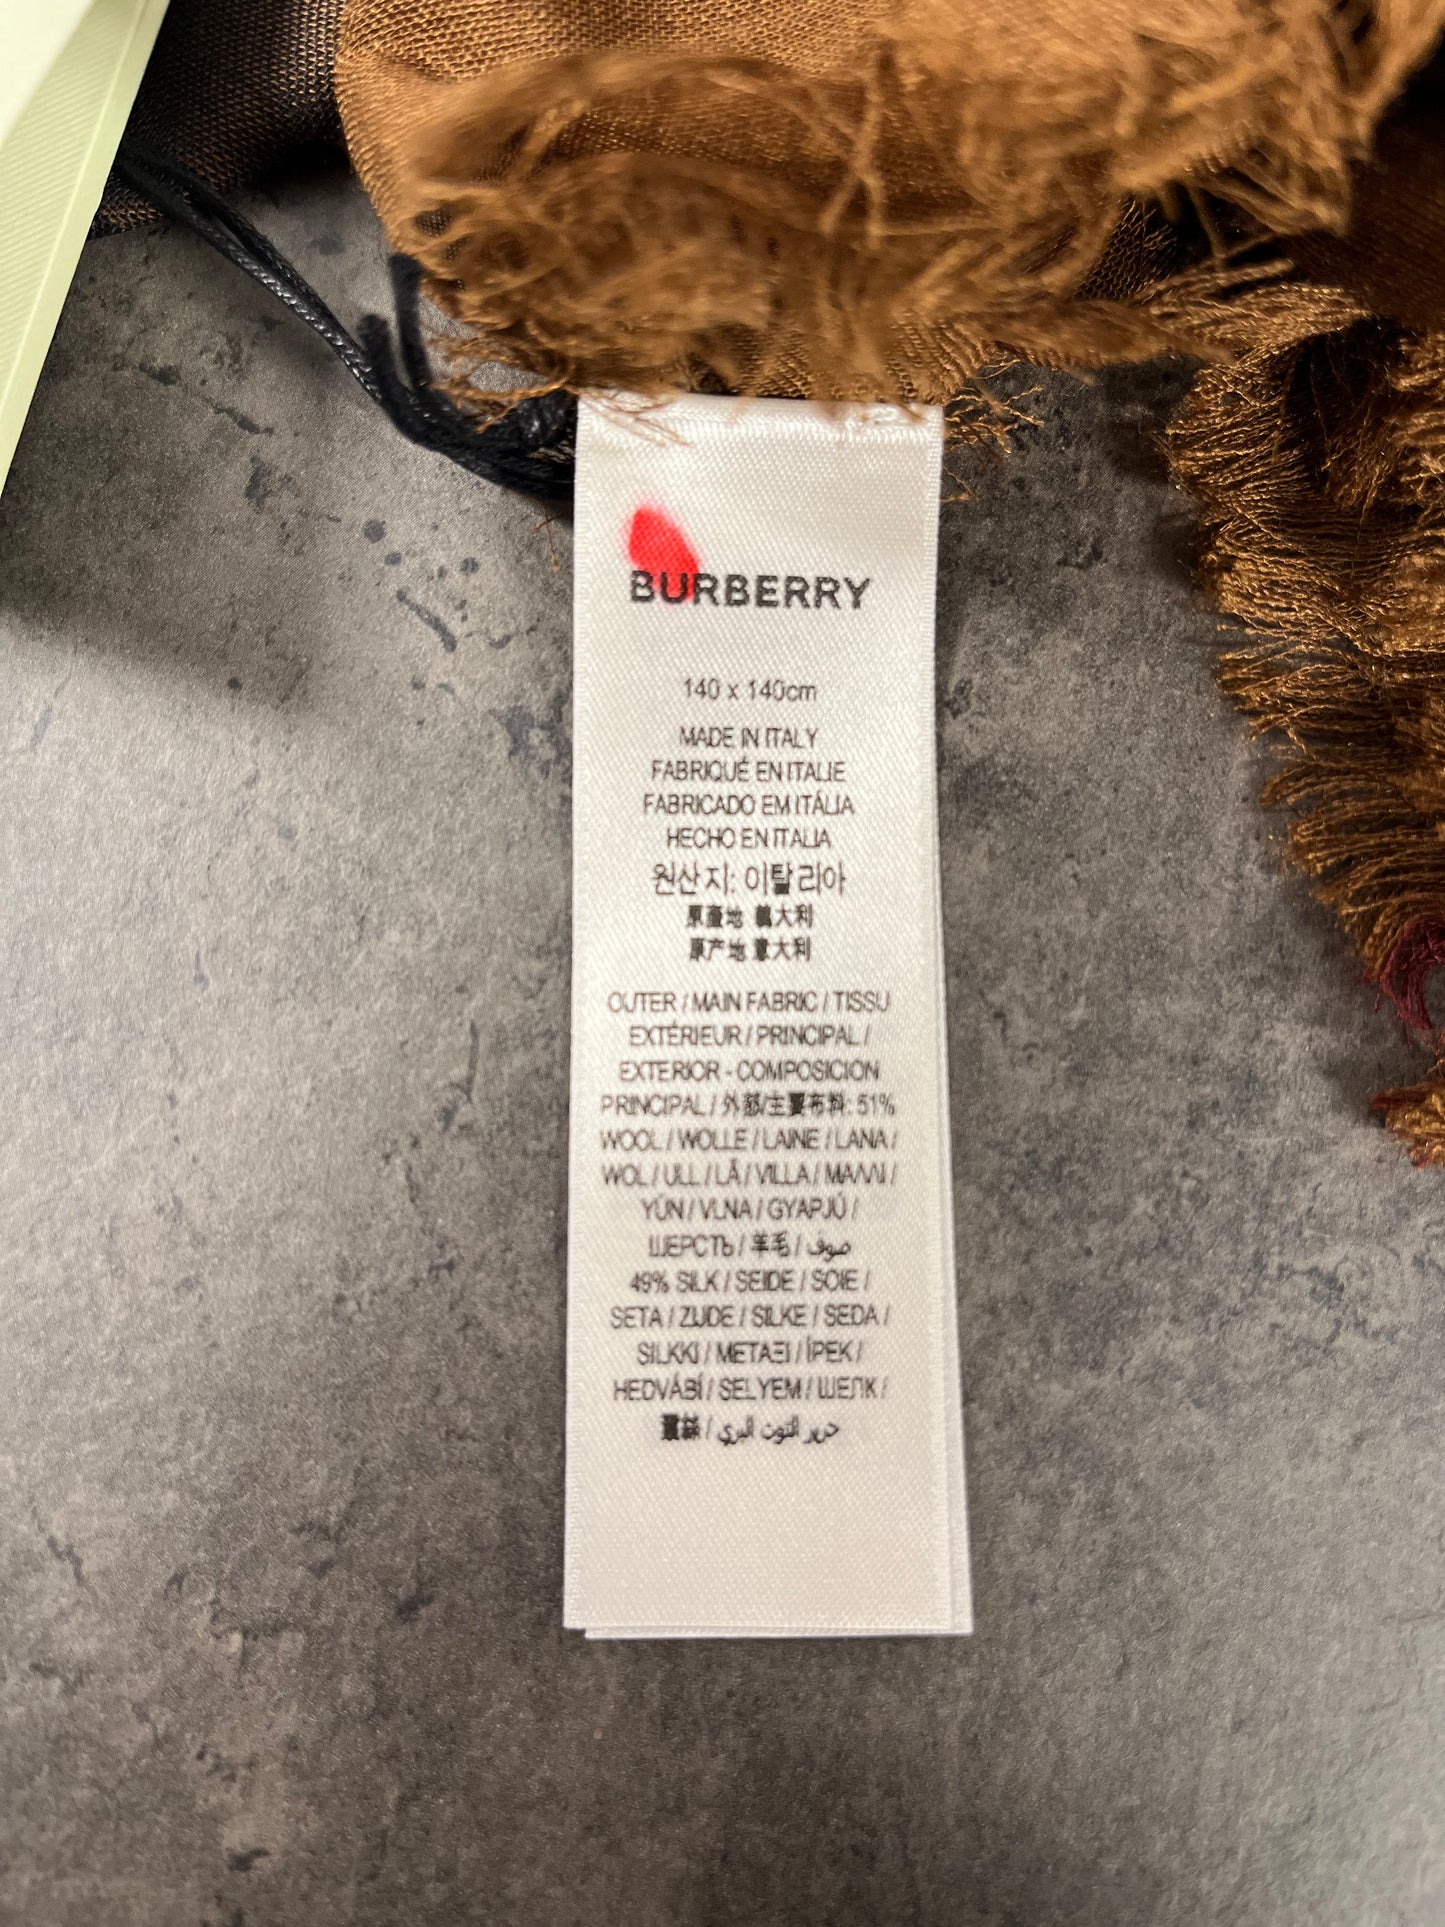 BURBERRY
140 x 140cm
MADE IN ITALY
FABRIQUÉ EN ITALIE
FABRICADO EM ITÁLIA
HECHO EN ITALIA
원산지: 이탈리아
原產地 義大利
原产地 意大利
OUTER / MAIN FABRIC / TISSU
EXTÉRIEUR / PRINCIPAL /
EXTERIOR - COMPOSICION
PRINCIPAL / 外部/主要布料: 51%
WOOL / WOLLE / LAINE / LANA /
WOL / ULL / LÃ / VILLA / ΜΑΛΛΙ /
YÜN / VLNA / GYAPJÚ /
ШЕРСТЬ / 羊毛 / صوف
49% SILK / SEIDE / SOIE /
SETA / ZIJDE / SILKE / SEDA /
SILKKI / ΜΕΤΑΞΙ / İPEK /
HEDVÁBÍ / SELYEM / ШЕЛК /
蠶絲 / حرير التوت البري